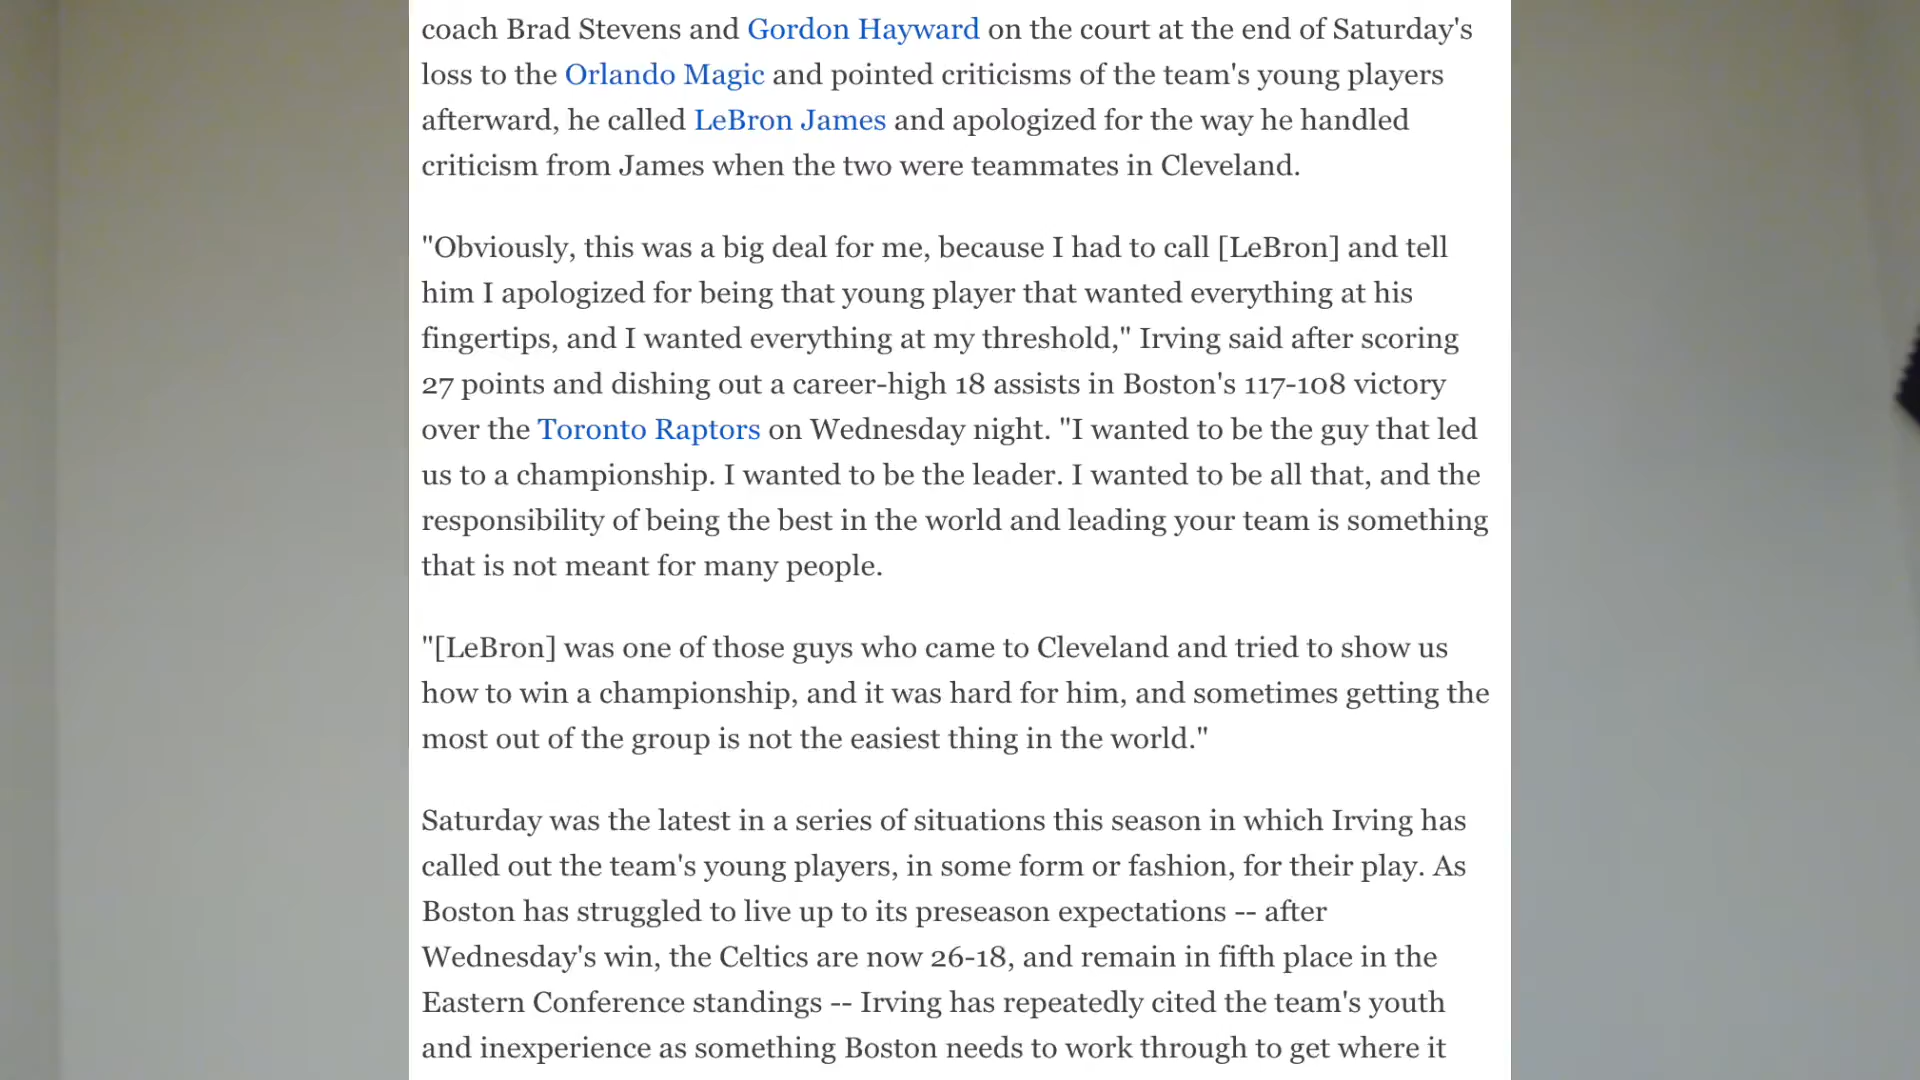 coach Brad Stevens and Gordon Hayward on the court at the end of Saturday's
loss to the Orlando Magic and pointed criticisms of the team's young players
afterward, he called LeBron James and apologized for the way he handled
criticism from James when the two were teammates in Cleveland.
"Obviously, this was a big deal for me, because I had to call [LeBron] and tell
him I apologized for being that young player that wanted everything at his
fingertips, and I wanted everything at my threshold," Irving said after scoring
27 points and dishing out a career-high 18 assists in Boston's 117-108 victory
over the Toronto Raptors on Wednesday night. "I wanted to be the guy that led
us to a championship. I wanted to be the leader. I wanted to be all that, and the
responsibility of being the best in the world and leading your team is something
that is not meant for many people.
"[LeBron] was one of those guys who came to Cleveland and tried to show us
how to win a championship, and it was hard for him, and sometimes getting the
most out of the group is not the easiest thing in the world."
Saturday was the latest in a series of situations this season in which Irving has
called out the team's young players, in some form or fashion, for their play. As
Boston has struggled to live up to its preseason expectations -- after
Wednesday's win, the Celtics are now 26-18, and remain in fifth place in the
Eastern Conference standings -- Irving has repeatedly cited the team's youth
and inexperience as something Boston needs to work through to get where it